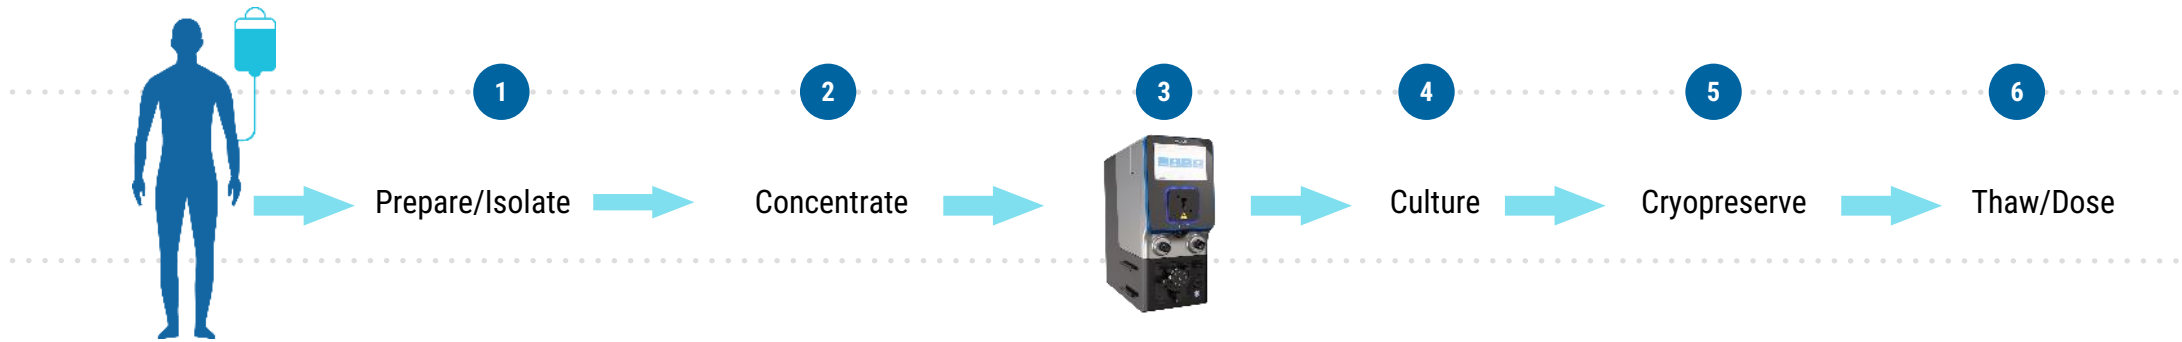 1
2
3
4
5
6
Prepare/Isolate
Concentrate
Culture
Cryopreserve
Thaw/Dose